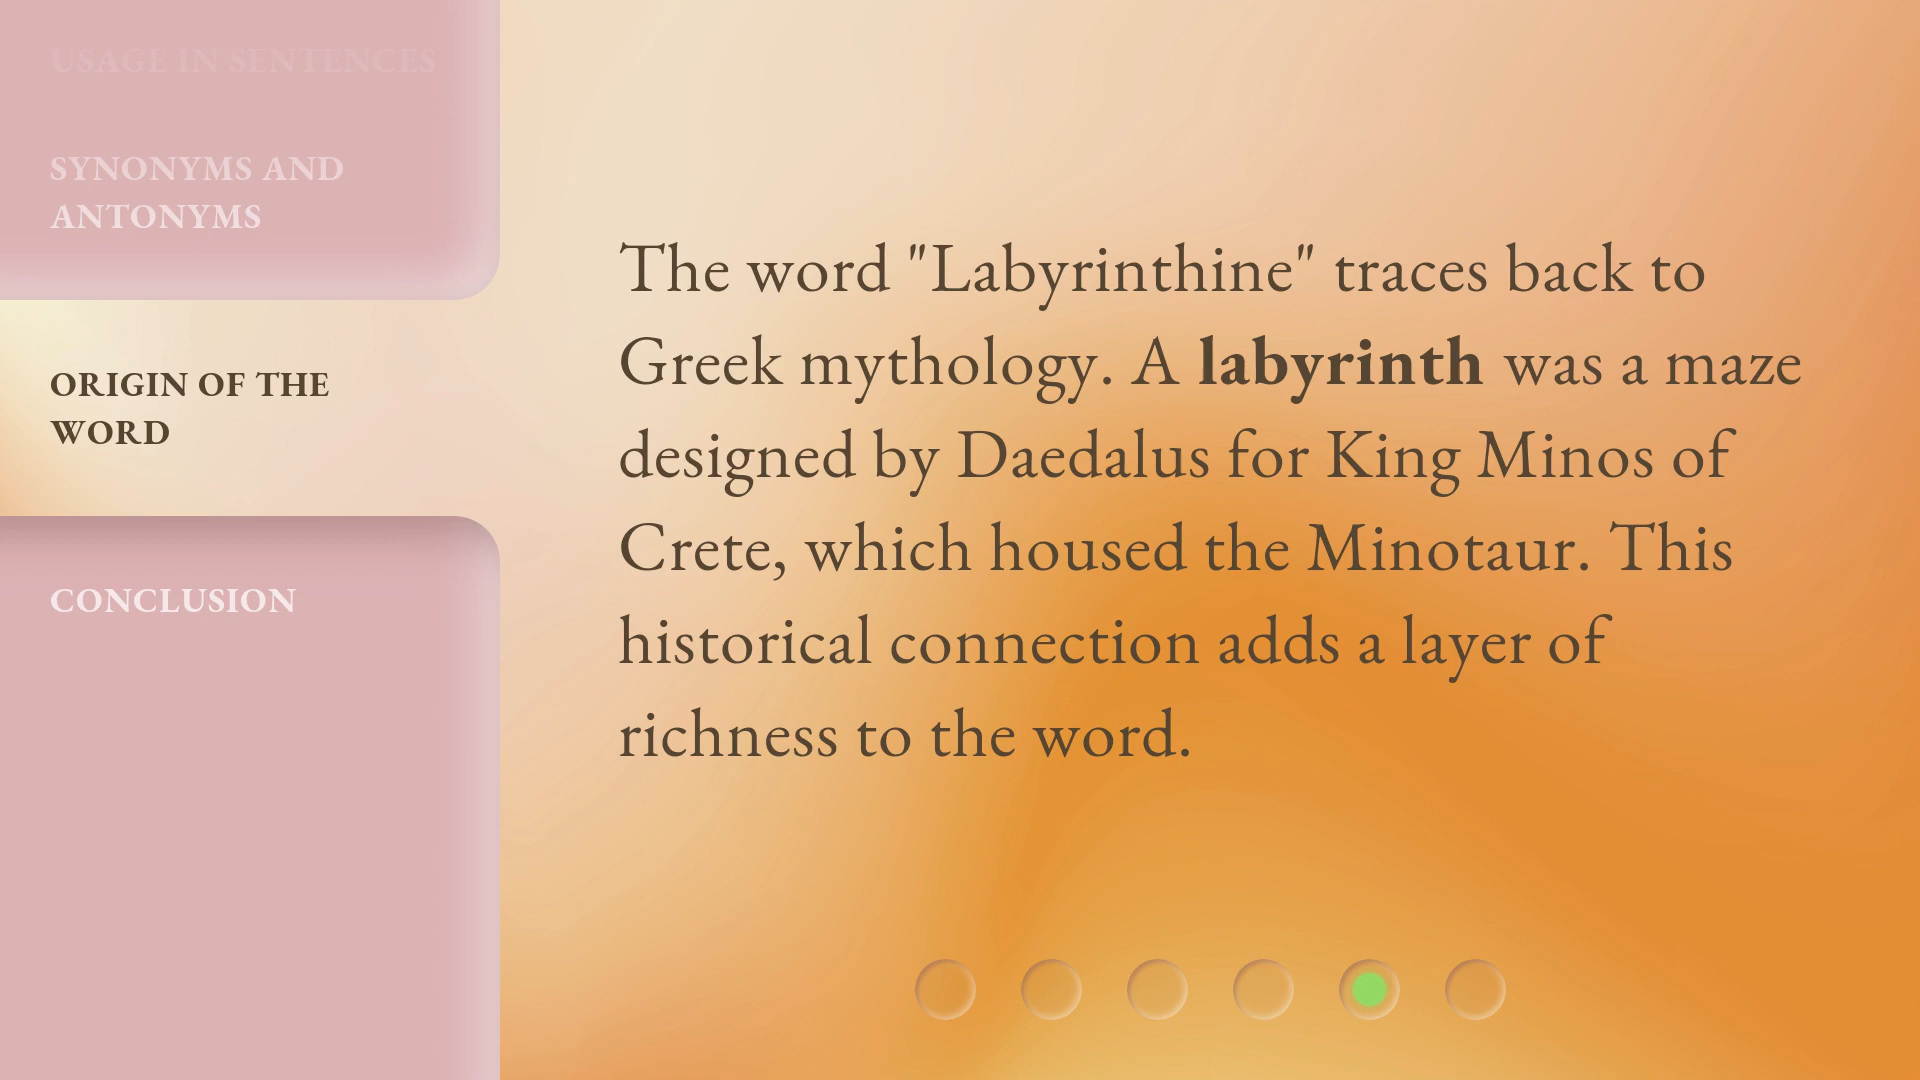 USAGE IN SENTENCES
SYNONYMS AND
ANTONYMS
ORIGIN OF THE
WORD
CONCLUSION
The word "Labyrinthine" traces back to
Greek mythology. A labyrinth was a maze
designed by Daedalus for King Minos of
Crete, which housed the Minotaur. This
historical connection adds a layer of
richness to the word.